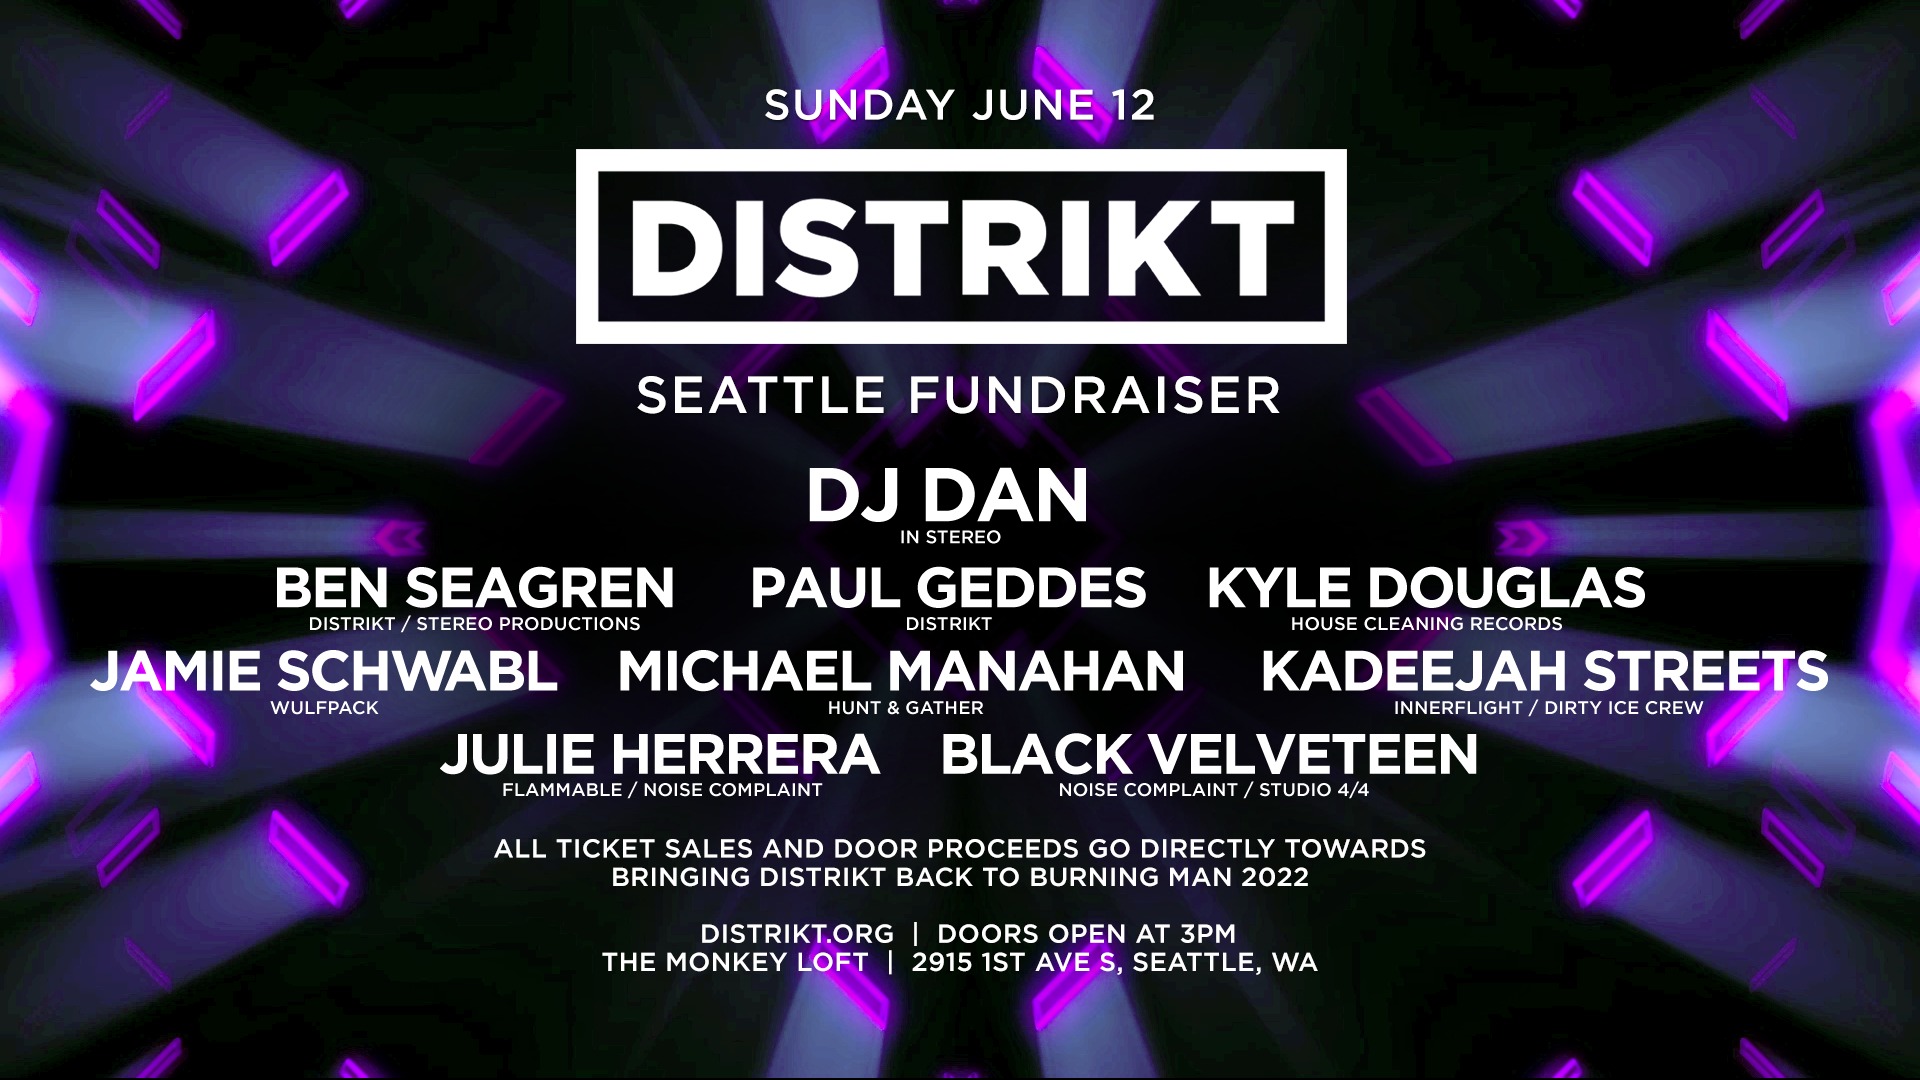 SUNDAY JUNE 12
DISTRIKT
SEATTLE FUNDRAISER
DJ DAN
IN STEREO
BEN SEAGREN PAUL GEDDES KYLE DOUGLAS
DISTRIKT / STEREO PRODUCTIONS DISTRIKT HOUSE CLEANING RECORDS
JAMIE SCHWABL MICHAEL MANAHAN KADEEJAH STREETS
WULFPACK HUNT & GATHER INNERFLIGHT / DIRTY ICE CREW
JULIE HERRERA BLACK VELVETEEN
FLAMMABLE / NOISE COMPLAINT NOISE COMPLAINT / STUDIO 4/4
ALL TICKET SALES AND DOOR PROCEEDS GO DIRECTLY TOWARDS
BRINGING DISTRIKT BACK TO BURNING MAN 2022
DISTRIKT.ORG | DOORS OPEN AT 3PM
THE MONKEY LOFT | 2915 1ST AVE S, SEATTLE, WA